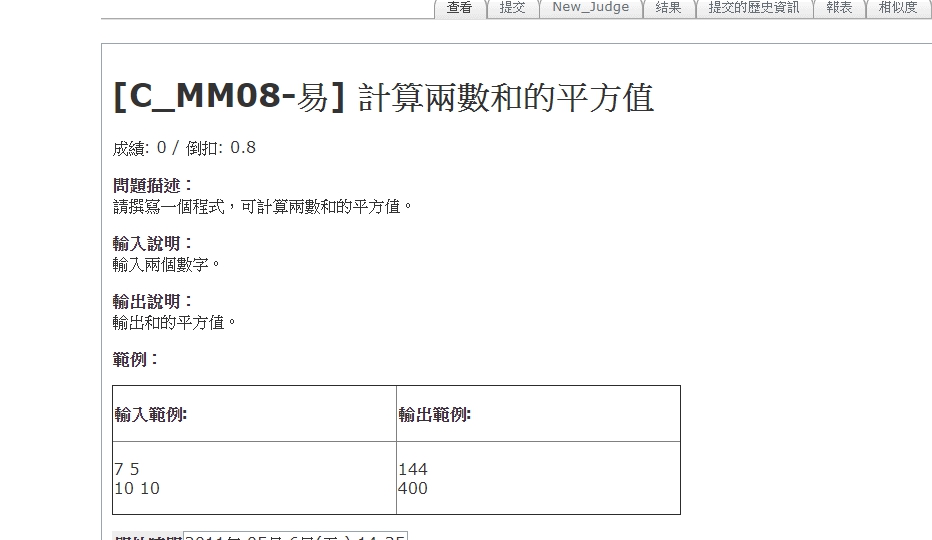 查看 提交 New_Judge 結果 提交的歷史資訊 報表 相似度
[C_MM08-易] 計算兩數和的平方值
成績: 0 / 倒扣: 0.8
問題描述：
請撰寫一個程式，可計算兩數和的平方值。
輸入說明：
輸入兩個數字。
輸出說明：
輸出和的平方值。
範例：
輸入範例: 輸出範例:
7 5 144
10 10 400